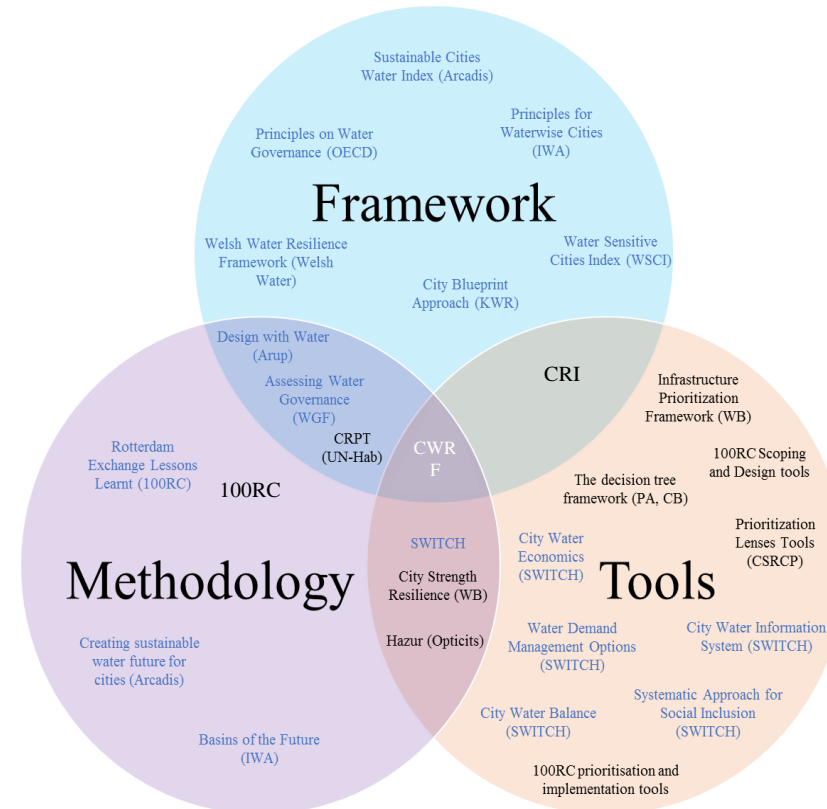 Sustainable Cities
Water Index (Arcadis)
Principles for
Waterwise Cities
(IWA)
Principles on Water
Governance (OECD)
Framework
Welsh Water Resilience
Framework (Welsh
Water)
Water Sensitive
Cities Index (WSCI)
City Blueprint
Approach (KWR)
Design with Water
(Arup)
Assessing Water
Governance
(WGF)
CRPT
(UN-Hab)
CRI
CWR
F
Infrastructure
Prioritization
Framework (WB)
100RC Scoping
and Design tools
The decision tree
framework (PA, CB)
Prioritization
Lenses Tools
(CSRCP)
Rotterdam
Exchange Lessons
Learnt (100RC)
100RC
Methodology
SWITCH
City Strength
Resilience (WB)
Hazur (Opticits)
City Water
Economics
(SWITCH)
Tools
Creating sustainable
water future for
cities (Arcadis)
Basins of the Future
(IWA)
Water Demand
Management Options
(SWITCH)
City Water Information
System (SWITCH)
City Water Balance
(SWITCH)
Systematic Approach for
Social Inclusion
(SWITCH)
100RC prioritisation and
implementation tools